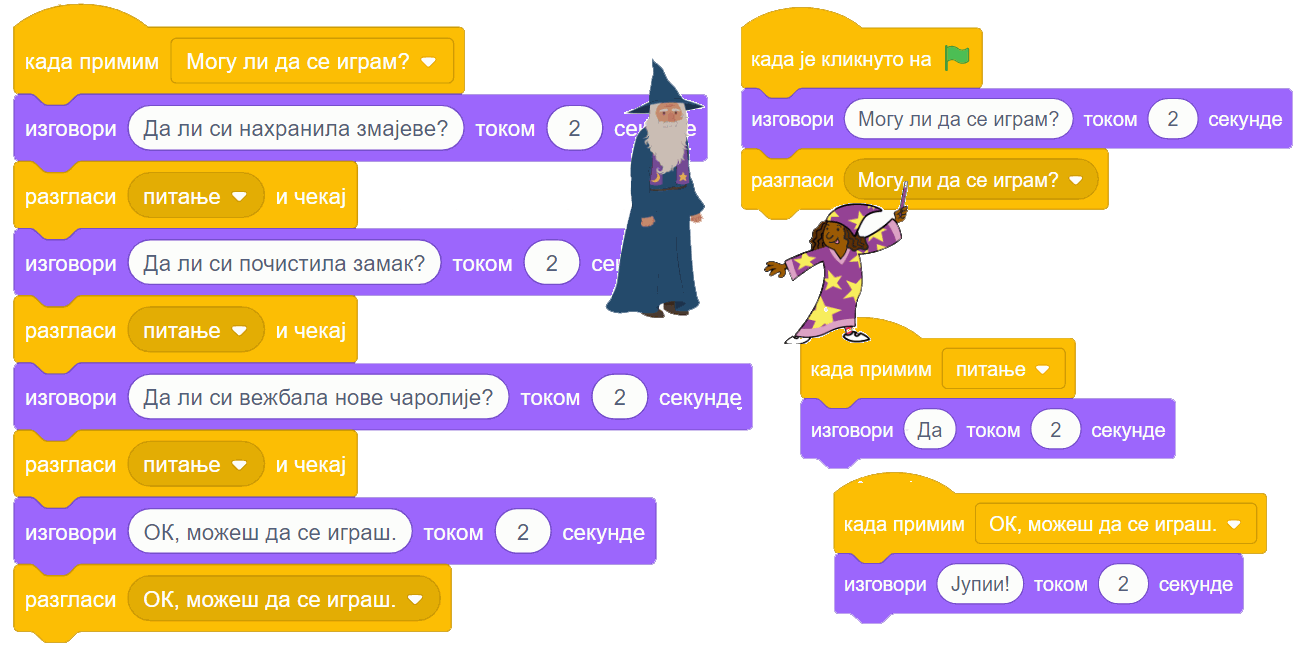 када примим Могу ли да се играм?
изговори Да ли си нахранила змајеве? током 2
разгласи питање и чекај
изговори Да ли си почистила замак? током 2
разгласи питање и чекај
изговори Да ли си вежбала нове чаролије? током 2 секунде
разгласи питање и чекај
изговори ОК, можеш да се играш. током 2 секунде
разгласи ОК, можеш да се играш.
када је кликнуто на
изговори Могу ли да се играм? током 2 секунде
разгласи Могу ли да се играм?
када примим питање
изговори Да током 2 секунде
када примим ОК, можеш да се играш.
изговори Јупии! током 2 секунде